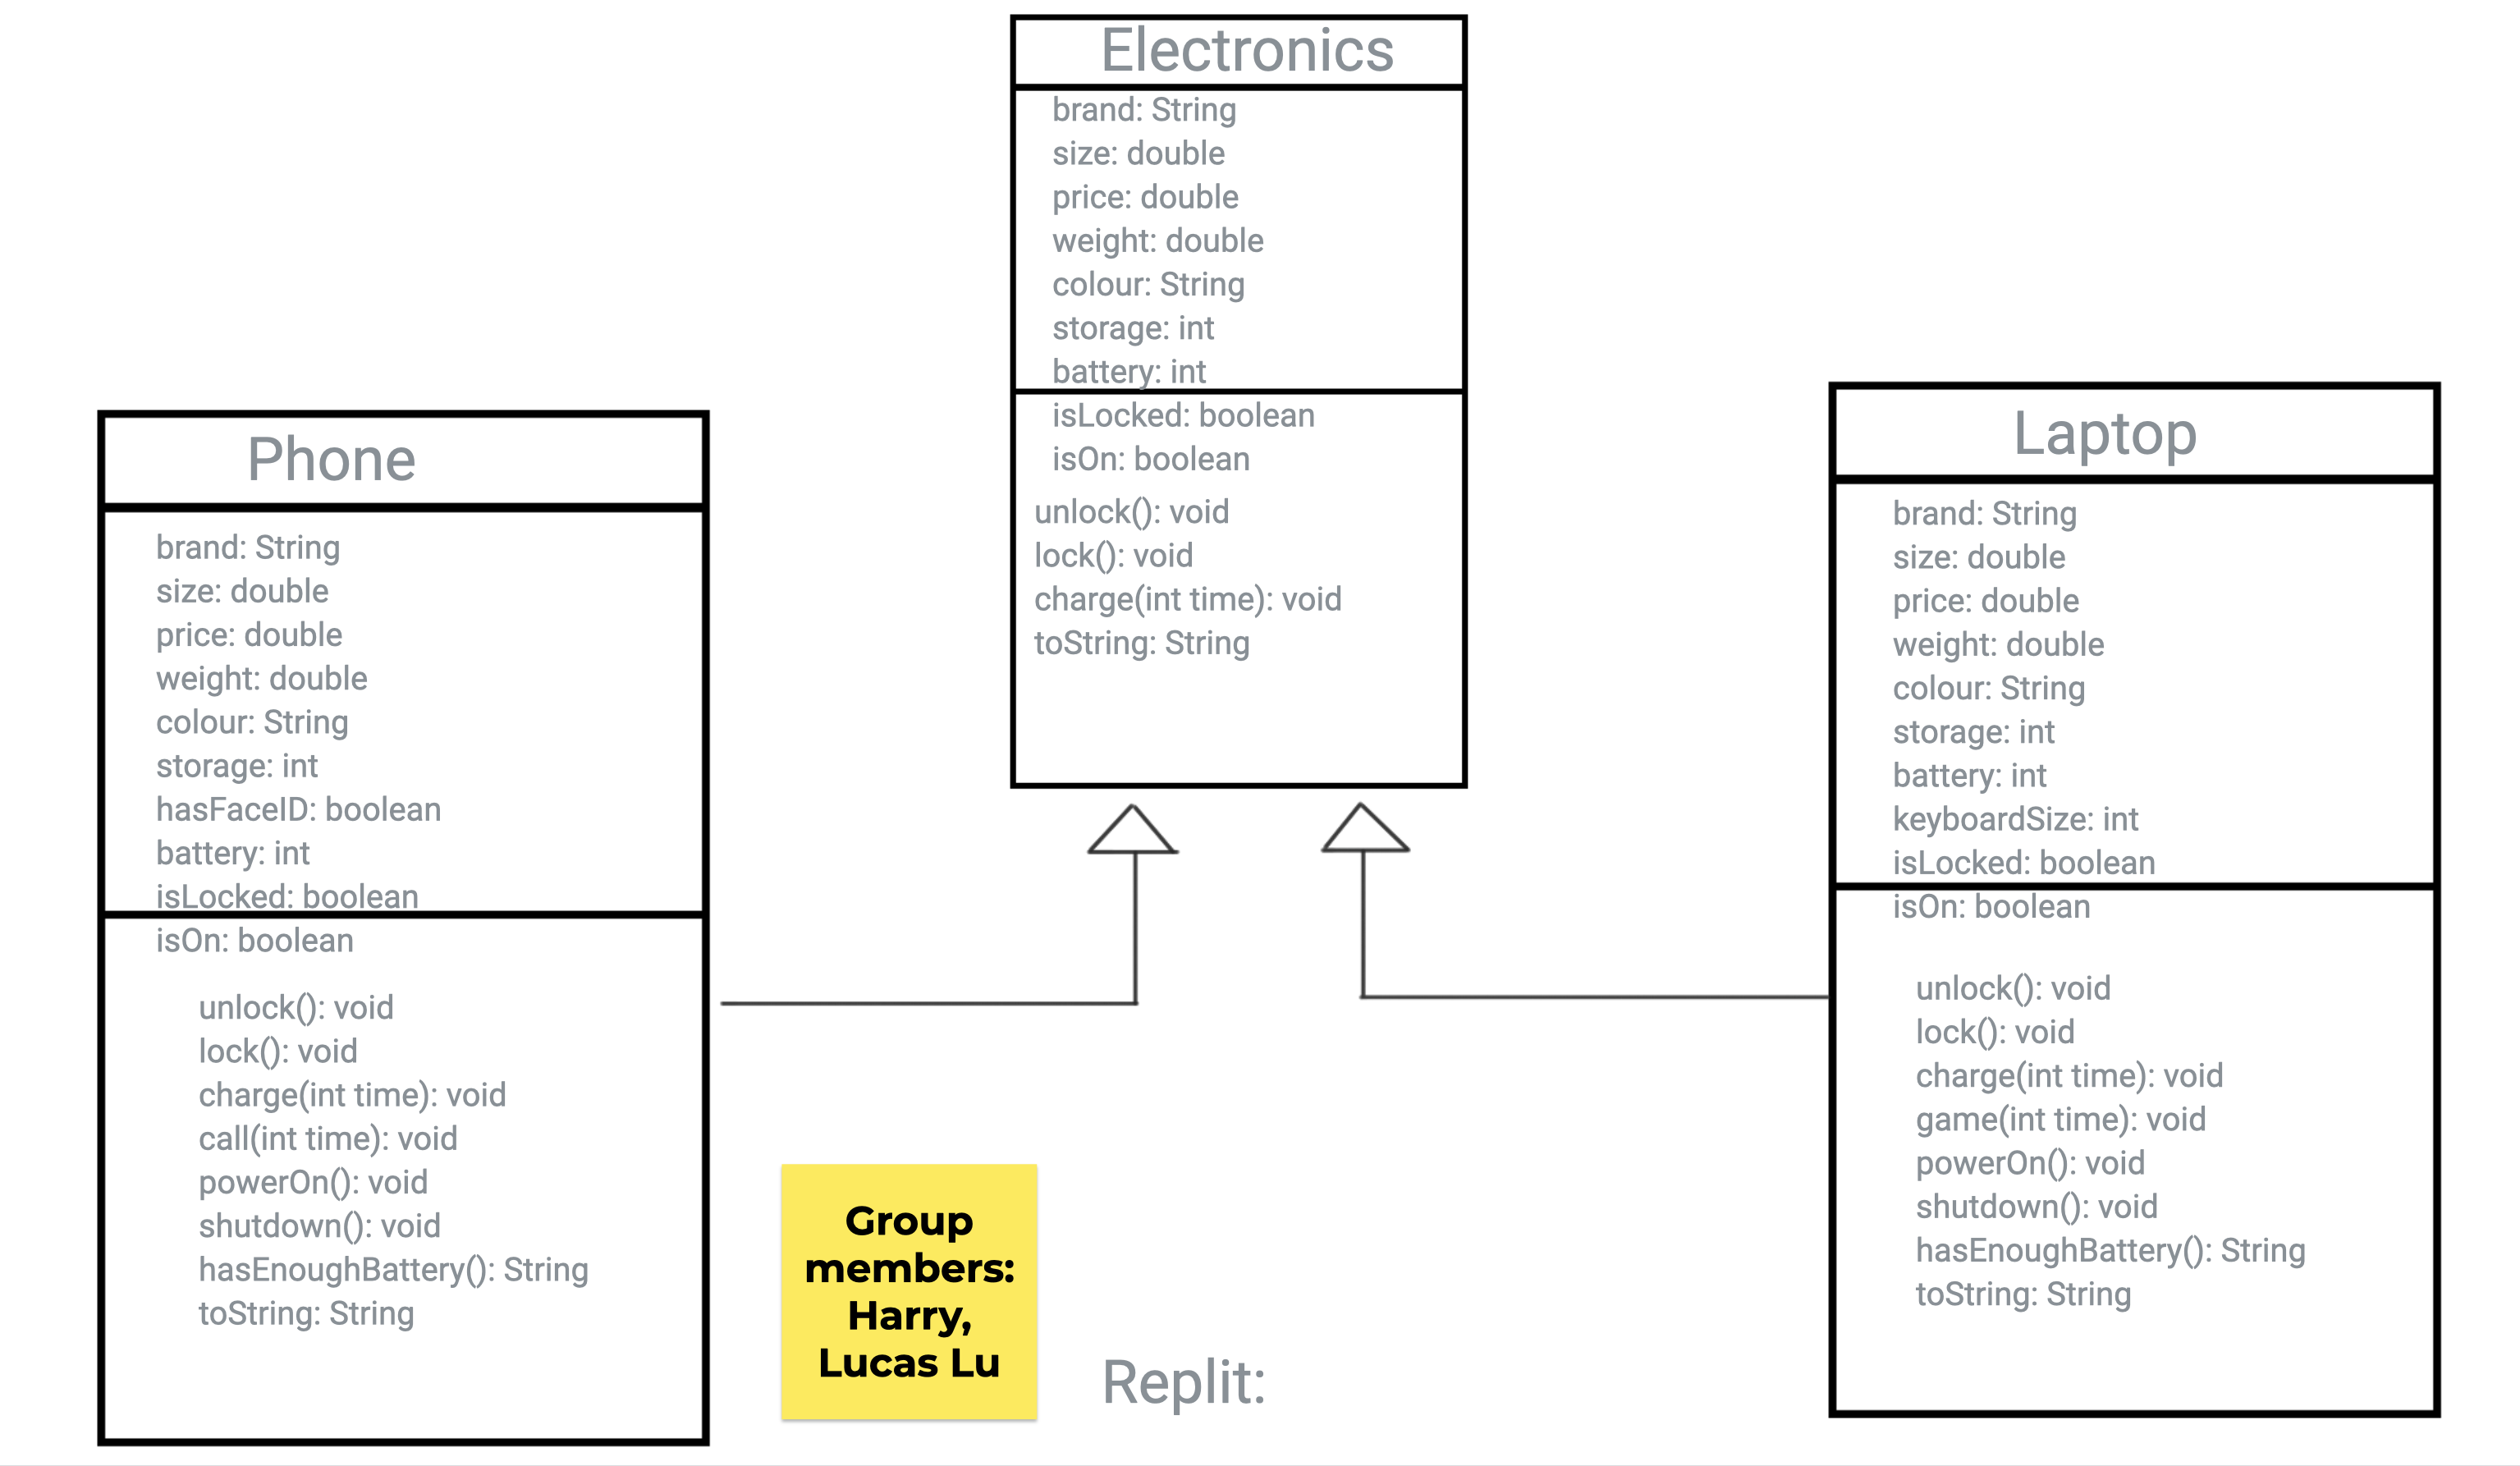 Electronics
brand: String
size: double
price: double
weight: double
colour: String
storage: int
battery: int
isLocked: boolean
isOn: boolean
unlock(): void
lock(): void
charge(int time): void
toString: String
Phone
brand: String
size: double
price: double
weight: double
colour: String
storage: int
hasFaceID: boolean
battery: int
isLocked: boolean
isOn: boolean
unlock(): void
lock(): void
charge(int time): void
call(int time): void
powerOn(): void
shutdown(): void
hasEnoughBattery(): String
toString: String
Laptop
brand: String
size: double
price: double
weight: double
colour: String
storage: int
battery: int
keyboardSize: int
isLocked: boolean
isOn: boolean
unlock(): void
lock(): void
charge(int time): void
game(int time): void
powerOn(): void
shutdown(): void
hasEnoughBattery(): String
toString: String
Group
members:
Harry,
Lucas Lu
Replit: